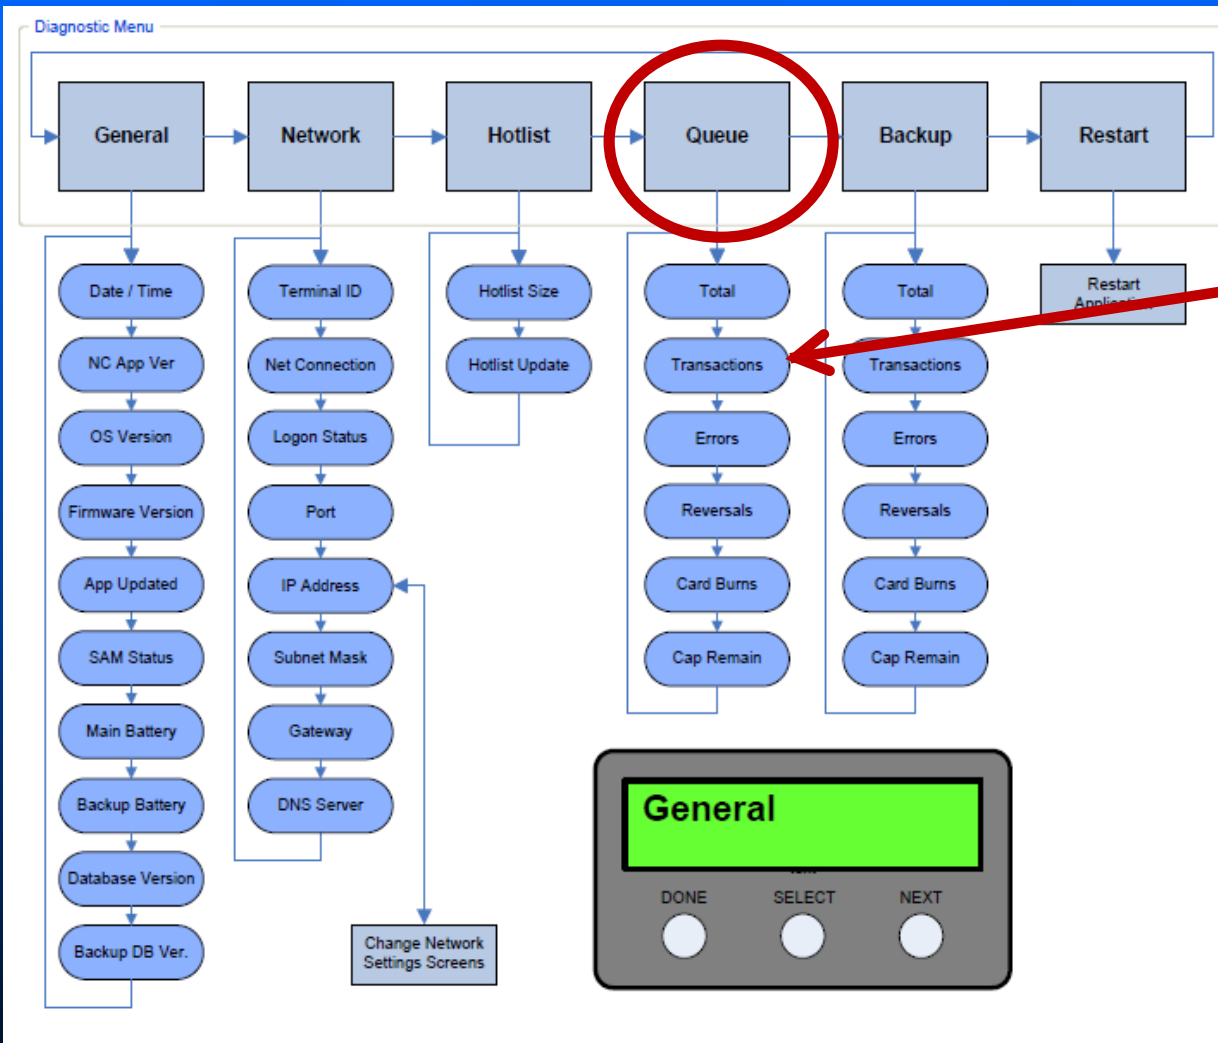 Diagnostic Menu
General
Network
Hotlist
Queue
Backup
Restart
Date / Time
NC App Ver
OS Version
Firmware Version
App Updated
SAM Status
Main Battery
Backup Battery
Database Version
Backup DB Ver.
Terminal ID
Net Connection
Logon Status
Port
IP Address
Subnet Mask
Gateway
DNS Server
Change Network
Settings Screens
Hotlist Size
Hotlist Update
Total
Transactions
Errors
Reversals
Card Burns
Cap Remain
Total
Transactions
Errors
Reversals
Card Burns
Cap Remain
Restart
Application
General
DONE
SELECT
NEXT